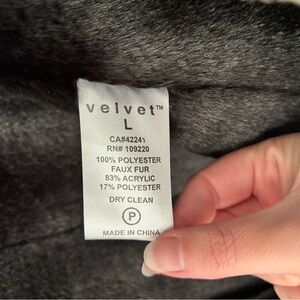 velvet™
L
CA#42241
RN# 109220
100% POLYESTER
FAUX FUR
83% ACRYLIC
17% POLYESTER
DRY CLEAN
P
MADE IN CHINA